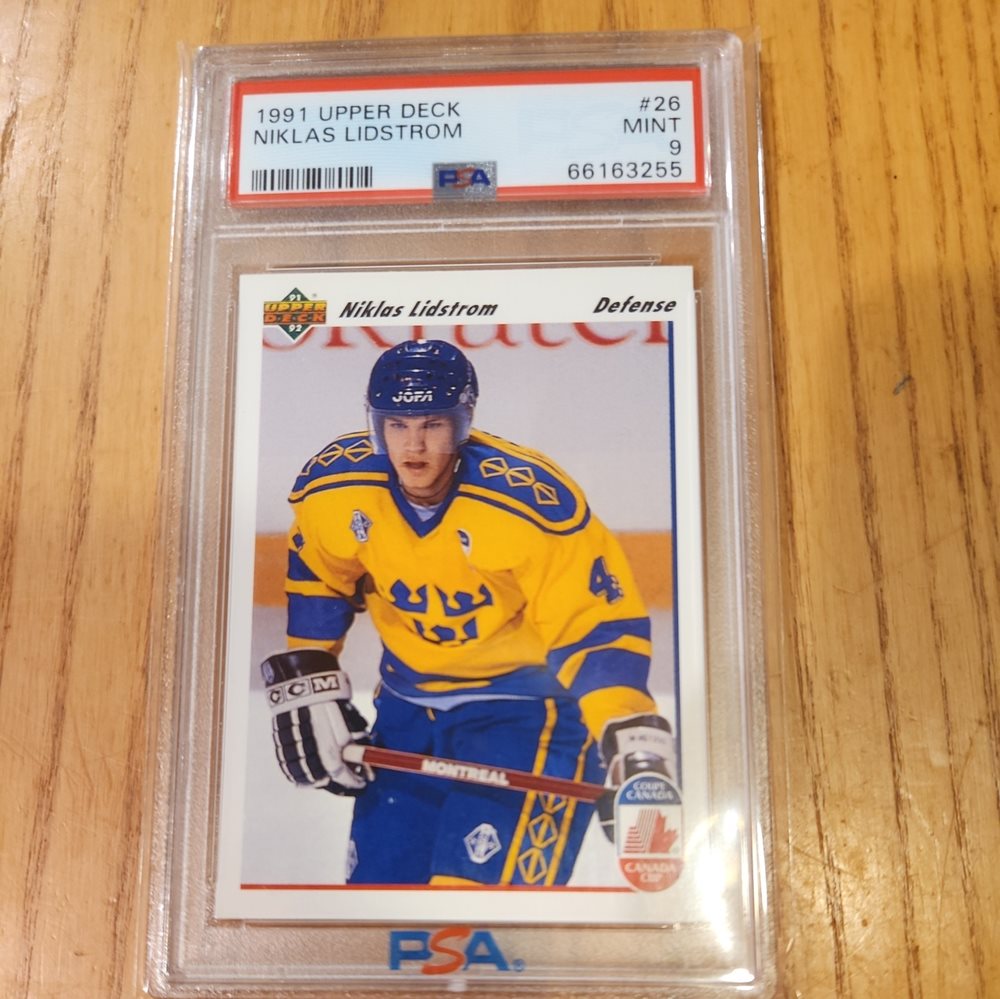 1991 UPPER DECK #26
NIKLAS LIDSTROM MINT
9
PSA 66163255
91
UPPER
DECK
92
Niklas Lidstrom Defense
JOFA
4
CCM
MONTREAL
COUPE
CANADA
CANADA
CUP
PSA